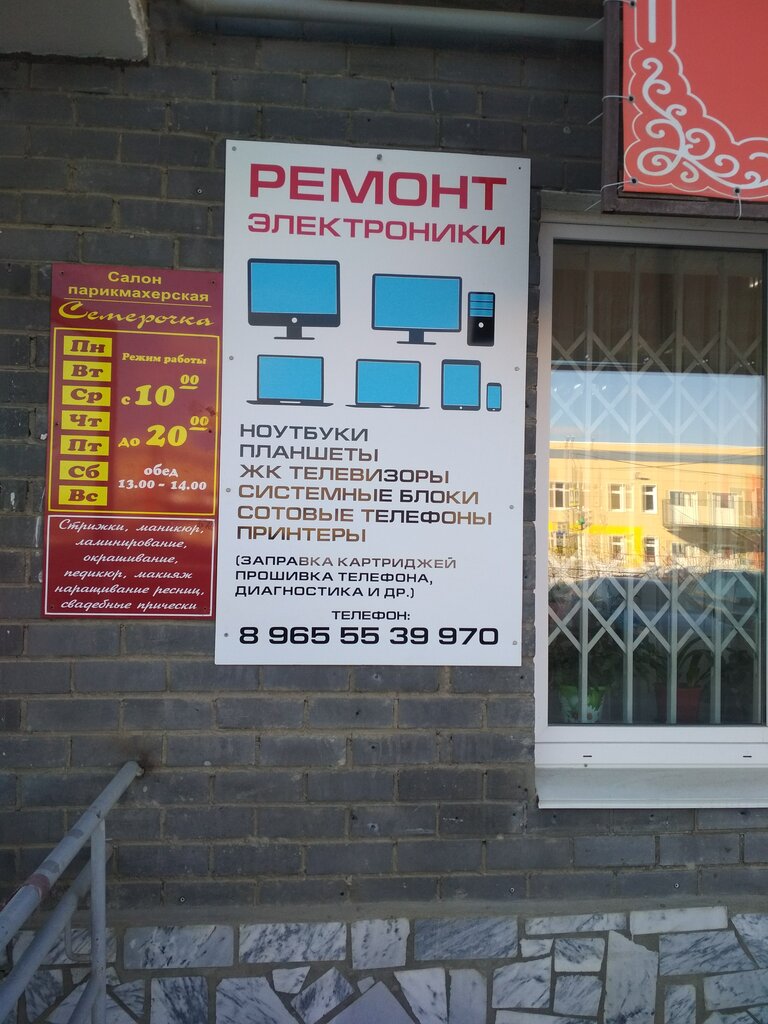 Салон
парикмахерская
Семерочка
Пн
Вт
Ср
Чт
Пт
Сб
Вс
Режим работы
с 10 00
до 20 00
обед
13.00 - 14.00
Стрижки, маникюр,
ламинирование,
окрашивание,
педикюр, макияж
наращивание ресниц,
свадебные прически
РЕМОНТ
ЭЛЕКТРОНИКИ
НОУТБУКИ
ПЛАНШЕТЫ
ЖК ТЕЛЕВИЗОРЫ
СИСТЕМНЫЕ БЛОКИ
СОТОВЫЕ ТЕЛЕФОНЫ
ПРИНТЕРЫ
(ЗАПРАВКА КАРТРИДЖЕЙ
ПРОШИВКА ТЕЛЕФОНА,
ДИАГНОСТИКА И ДР.)
ТЕЛЕФОН:
8 965 55 39 970